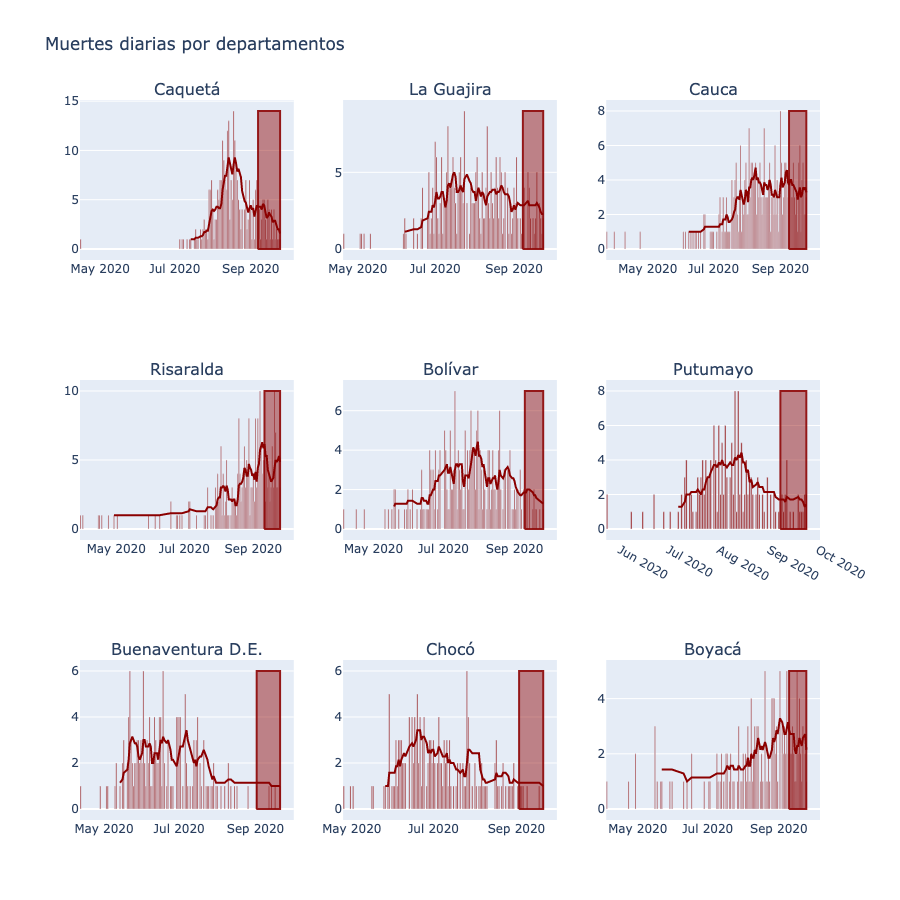 Muertes diarias por departamentos
Caquetá
La Guajira
Cauca
15
10
5
0
May 2020 Jul 2020 Sep 2020
5
0
May 2020 Jul 2020 Sep 2020
8
6
4
2
0
May 2020 Jul 2020 Sep 2020
Risaralda
Bolívar
Putumayo
10
5
0
May 2020 Jul 2020 Sep 2020
6
4
2
0
May 2020 Jul 2020 Sep 2020
8
6
4
2
0
Jun 2020 Jul 2020 Aug 2020 Sep 2020 Oct 2020
Buenaventura D.E.
Chocó
Boyacá
6
4
2
0
May 2020 Jul 2020 Sep 2020
6
4
2
0
May 2020 Jul 2020 Sep 2020
4
2
0
May 2020 Jul 2020 Sep 2020